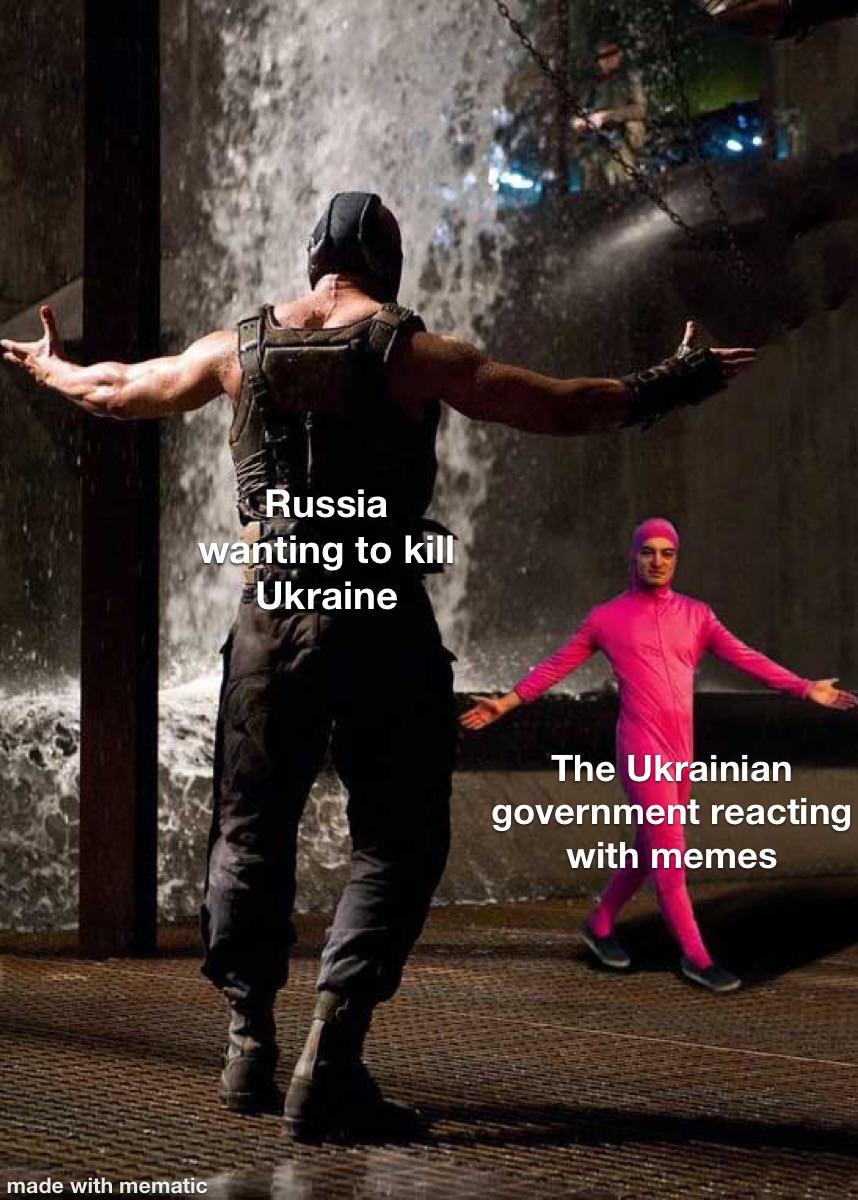 Russia
wanting to kill
Ukraine
The Ukrainian
government reacting
with memes
made with mematic